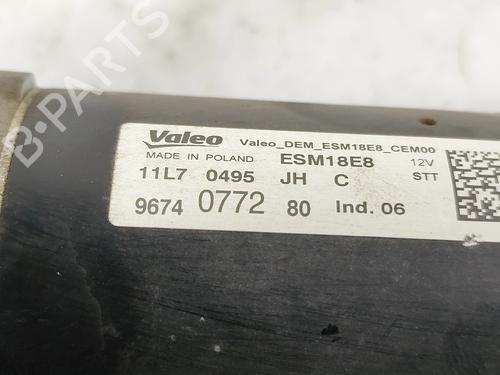 Valeo Valeo_DEM_ESM18E8_CEM00
MADE IN POLAND ESM18E8 12V
11L7 0495 JH C STT
9674 0772 80 Ind. 06
B-PARTS